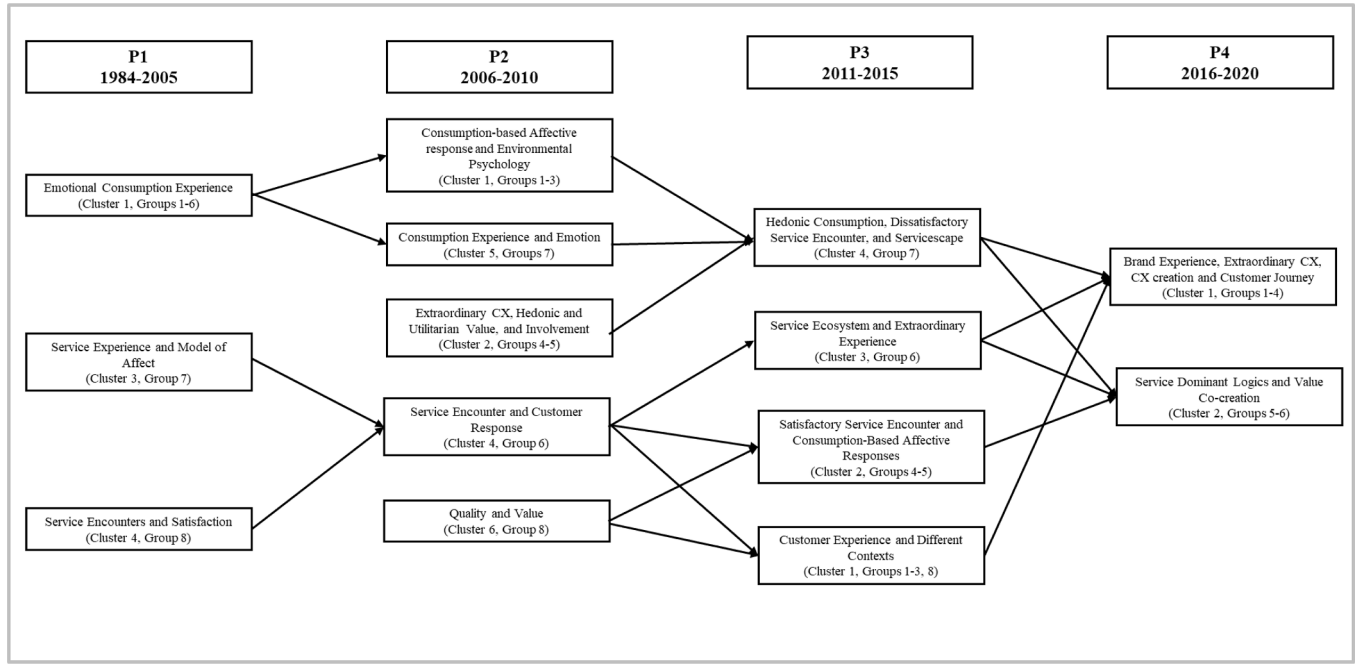 P1
1984-2005
P2
2006-2010
P3
2011-2015
P4
2016-2020
Emotional Consumption Experience
(Cluster 1, Groups 1-6)
Service Experience and Model of
Affect
(Cluster 3, Group 7)
Service Encounters and Satisfaction
(Cluster 4, Group 8)
Consumption-based Affective
response and Environmental
Psychology
(Cluster 1, Groups 1-3)
Consumption Experience and Emotion
(Cluster 5, Groups 7)
Extraordinary CX, Hedonic and
Utilitarian Value, and Involvement
(Cluster 2, Groups 4-5)
Service Encounter and Customer
Response
(Cluster 4, Group 6)
Quality and Value
(Cluster 6, Group 8)
Hedonic Consumption, Dissatisfactory
Service Encounter, and Servicescape
(Cluster 4, Group 7)
Service Ecosystem and Extraordinary
Experience
(Cluster 3, Group 6)
Satisfactory Service Encounter and
Consumption-Based Affective
Responses
(Cluster 2, Groups 4-5)
Customer Experience and Different
Contexts
(Cluster 1, Groups 1-3, 8)
Brand Experience, Extraordinary CX,
CX creation and Customer Journey
(Cluster 1, Groups 1-4)
Service Dominant Logics and Value
Co-creation
(Cluster 2, Groups 5-6)